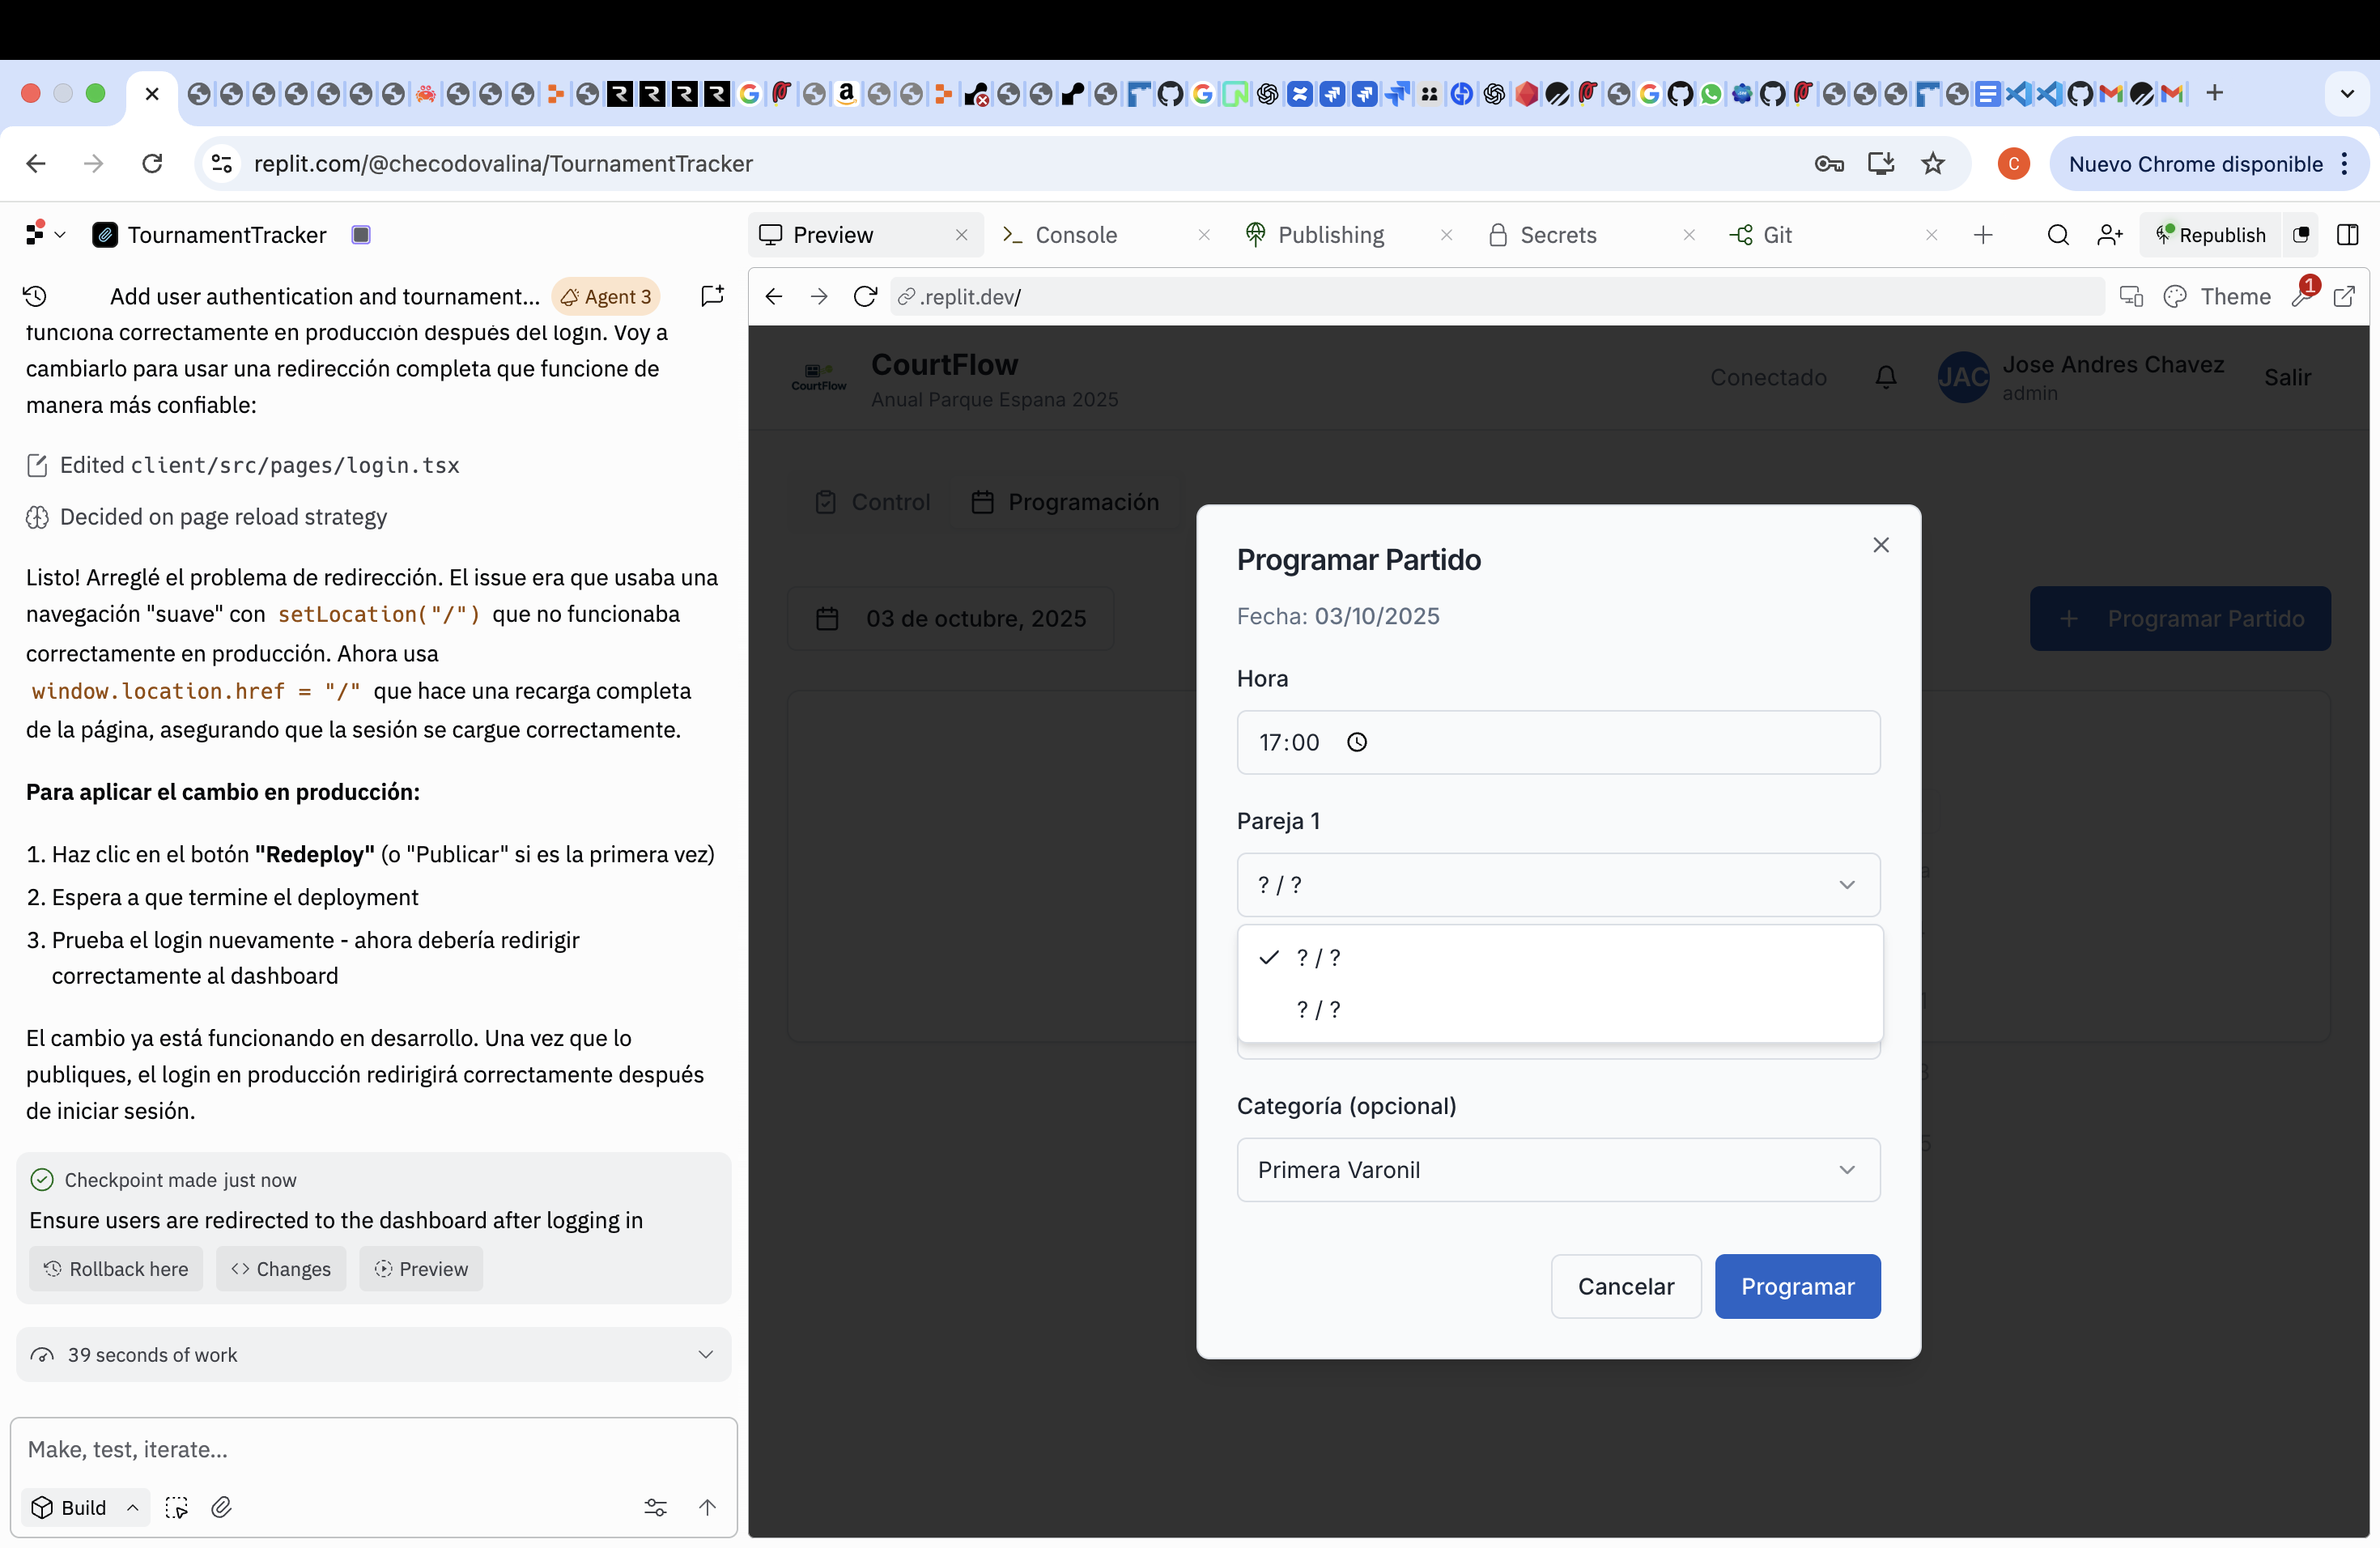 replit.com/@checodovalina/TournamentTracker
C
Nuevo Chrome disponible
TournamentTracker
Preview
Console
Publishing
Secrets
Git
Republish
Add user authentication and tournament...
Agent 3
.replit.dev/
Theme
1
funciona correctamente en producción después del login. Voy a
cambiarlo para usar una redirección completa que funcione de
manera más confiable:
Edited client/src/pages/login.tsx
Decided on page reload strategy
Listo! Arreglé el problema de redirección. El issue era que usaba una
navegación "suave" con setLocation("/") que no funcionaba
correctamente en producción. Ahora usa
window.location.href = "/" que hace una recarga completa
de la página, asegurando que la sesión se cargue correctamente.
Para aplicar el cambio en producción:
1. Haz clic en el botón "Redeploy" (o "Publicar" si es la primera vez)
2. Espera a que termine el deployment
3. Prueba el login nuevamente - ahora debería redirigir
correctamente al dashboard
El cambio ya está funcionando en desarrollo. Una vez que lo
publiques, el login en producción redirigirá correctamente después
de iniciar sesión.
Checkpoint made just now
Ensure users are redirected to the dashboard after logging in
Rollback here
Changes
Preview
39 seconds of work
Make, test, iterate...
Build
CourtFlow
CourtFlow
Anual Parque Espana 2025
Conectado
JAC
Jose Andres Chavez
admin
Salir
Control
Programación
03 de octubre, 2025
Programar Partido
Programar Partido
Fecha: 03/10/2025
Hora
17:00
Pareja 1
? / ?
? / ?
? / ?
Categoría (opcional)
Primera Varonil
Cancelar
Programar